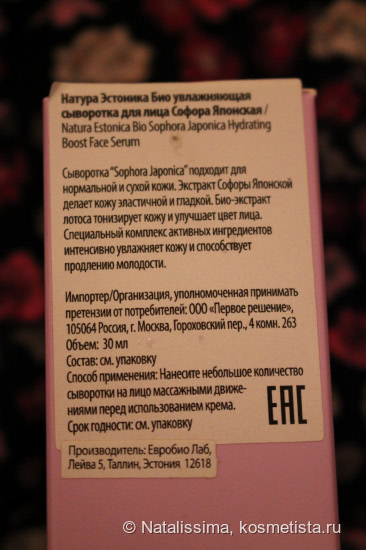 Натура Эстоника Био увлажняющая
сыворотка для лица Софора Японская /
Natura Estonica Bio Sophora Japonica Hydrating
Boost Face Serum
Сыворотка "Sophora Japonica" подходит для
нормальной и сухой кожи. Экстракт Софоры Японской
делает кожу эластичной и гладкой. Био-экстракт
лотоса тонизирует кожу и улучшает цвет лица.
Специальный комплекс активных ингредиентов
интенсивно увлажняет кожу и способствует
продлению молодости.
Импортер/Организация, уполномоченная принимать
претензии от потребителей: ООО «Первое решение»,
105064 Россия, г. Москва, Гороховский пер., 4 комн. 263
Объем: 30 мл
Состав: см. упаковку
Способ применения: Нанесите небольшое количество
сыворотки на лицо массажными движе-
ниями перед использованием крема.
Срок годности: см. упаковку
EAC
Производитель: Евробио Лаб,
Лейва 5, Таллин, Эстония 12618
© Natalissima, kosmetista.ru